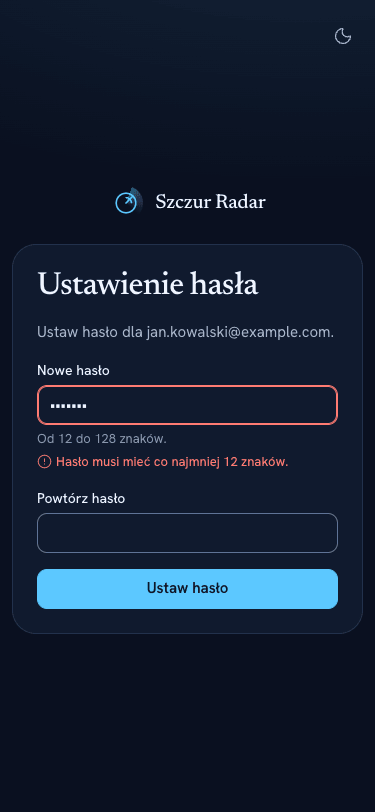 Szczur Radar
Ustawienie hasła
Ustaw hasło dla jan.kowalski@example.com.
Nowe hasło
•••••••
Od 12 do 128 znaków.
Hasło musi mieć co najmniej 12 znaków.
Powtórz hasło
Ustaw hasło